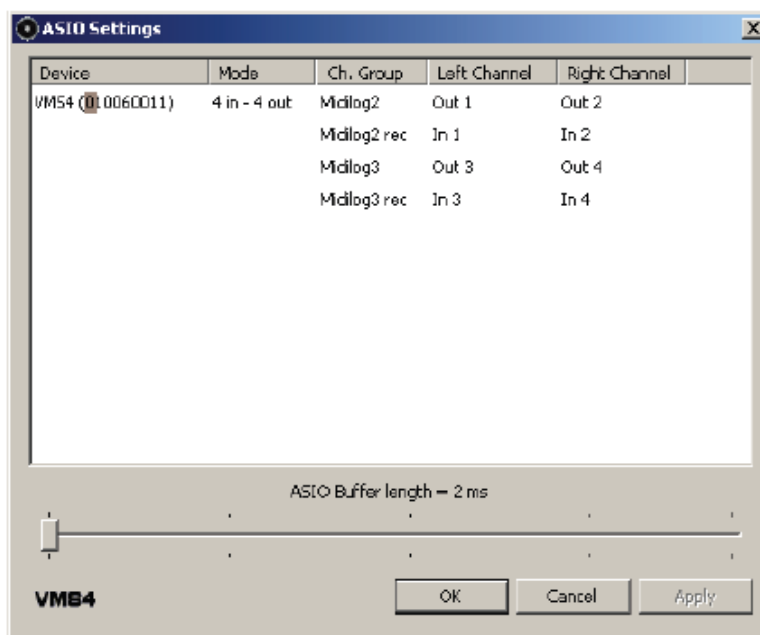 ASIO Settings
Device Mode Ch. Group Left Channel Right Channel
VMS4 (010060011) 4 in - 4 out Midilog2 Out 1 Out 2
Midilog2 rec In 1 In 2
Midilog3 Out 3 Out 4
Midilog3 rec In 3 In 4
ASIO Buffer length = 2 ms
VMS4 OK Cancel Apply